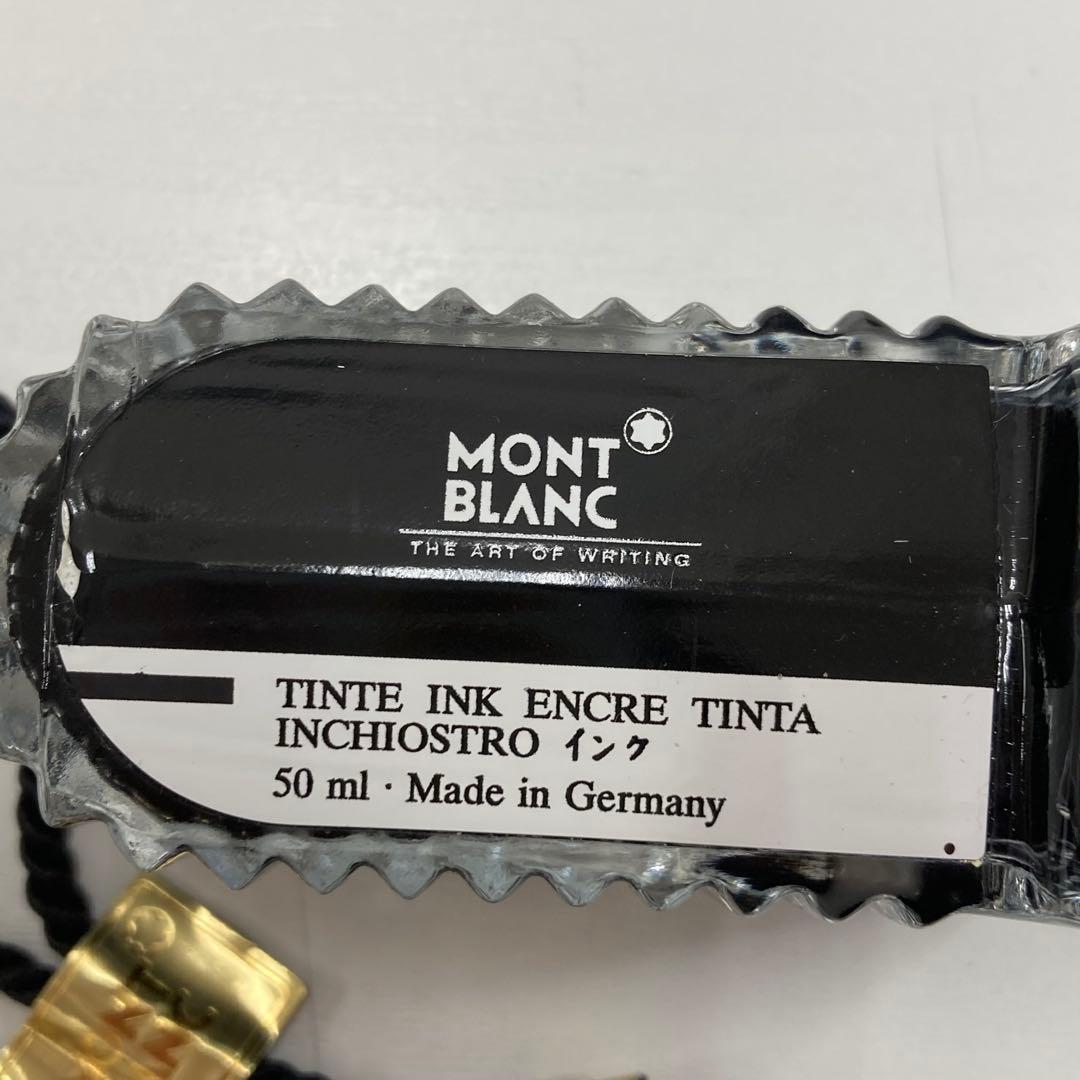 MONT
BLANC
THE ART OF WRITING
TINTE INK ENCRE TINTA
INCHIOSTRO インク
50 ml · Made in Germany